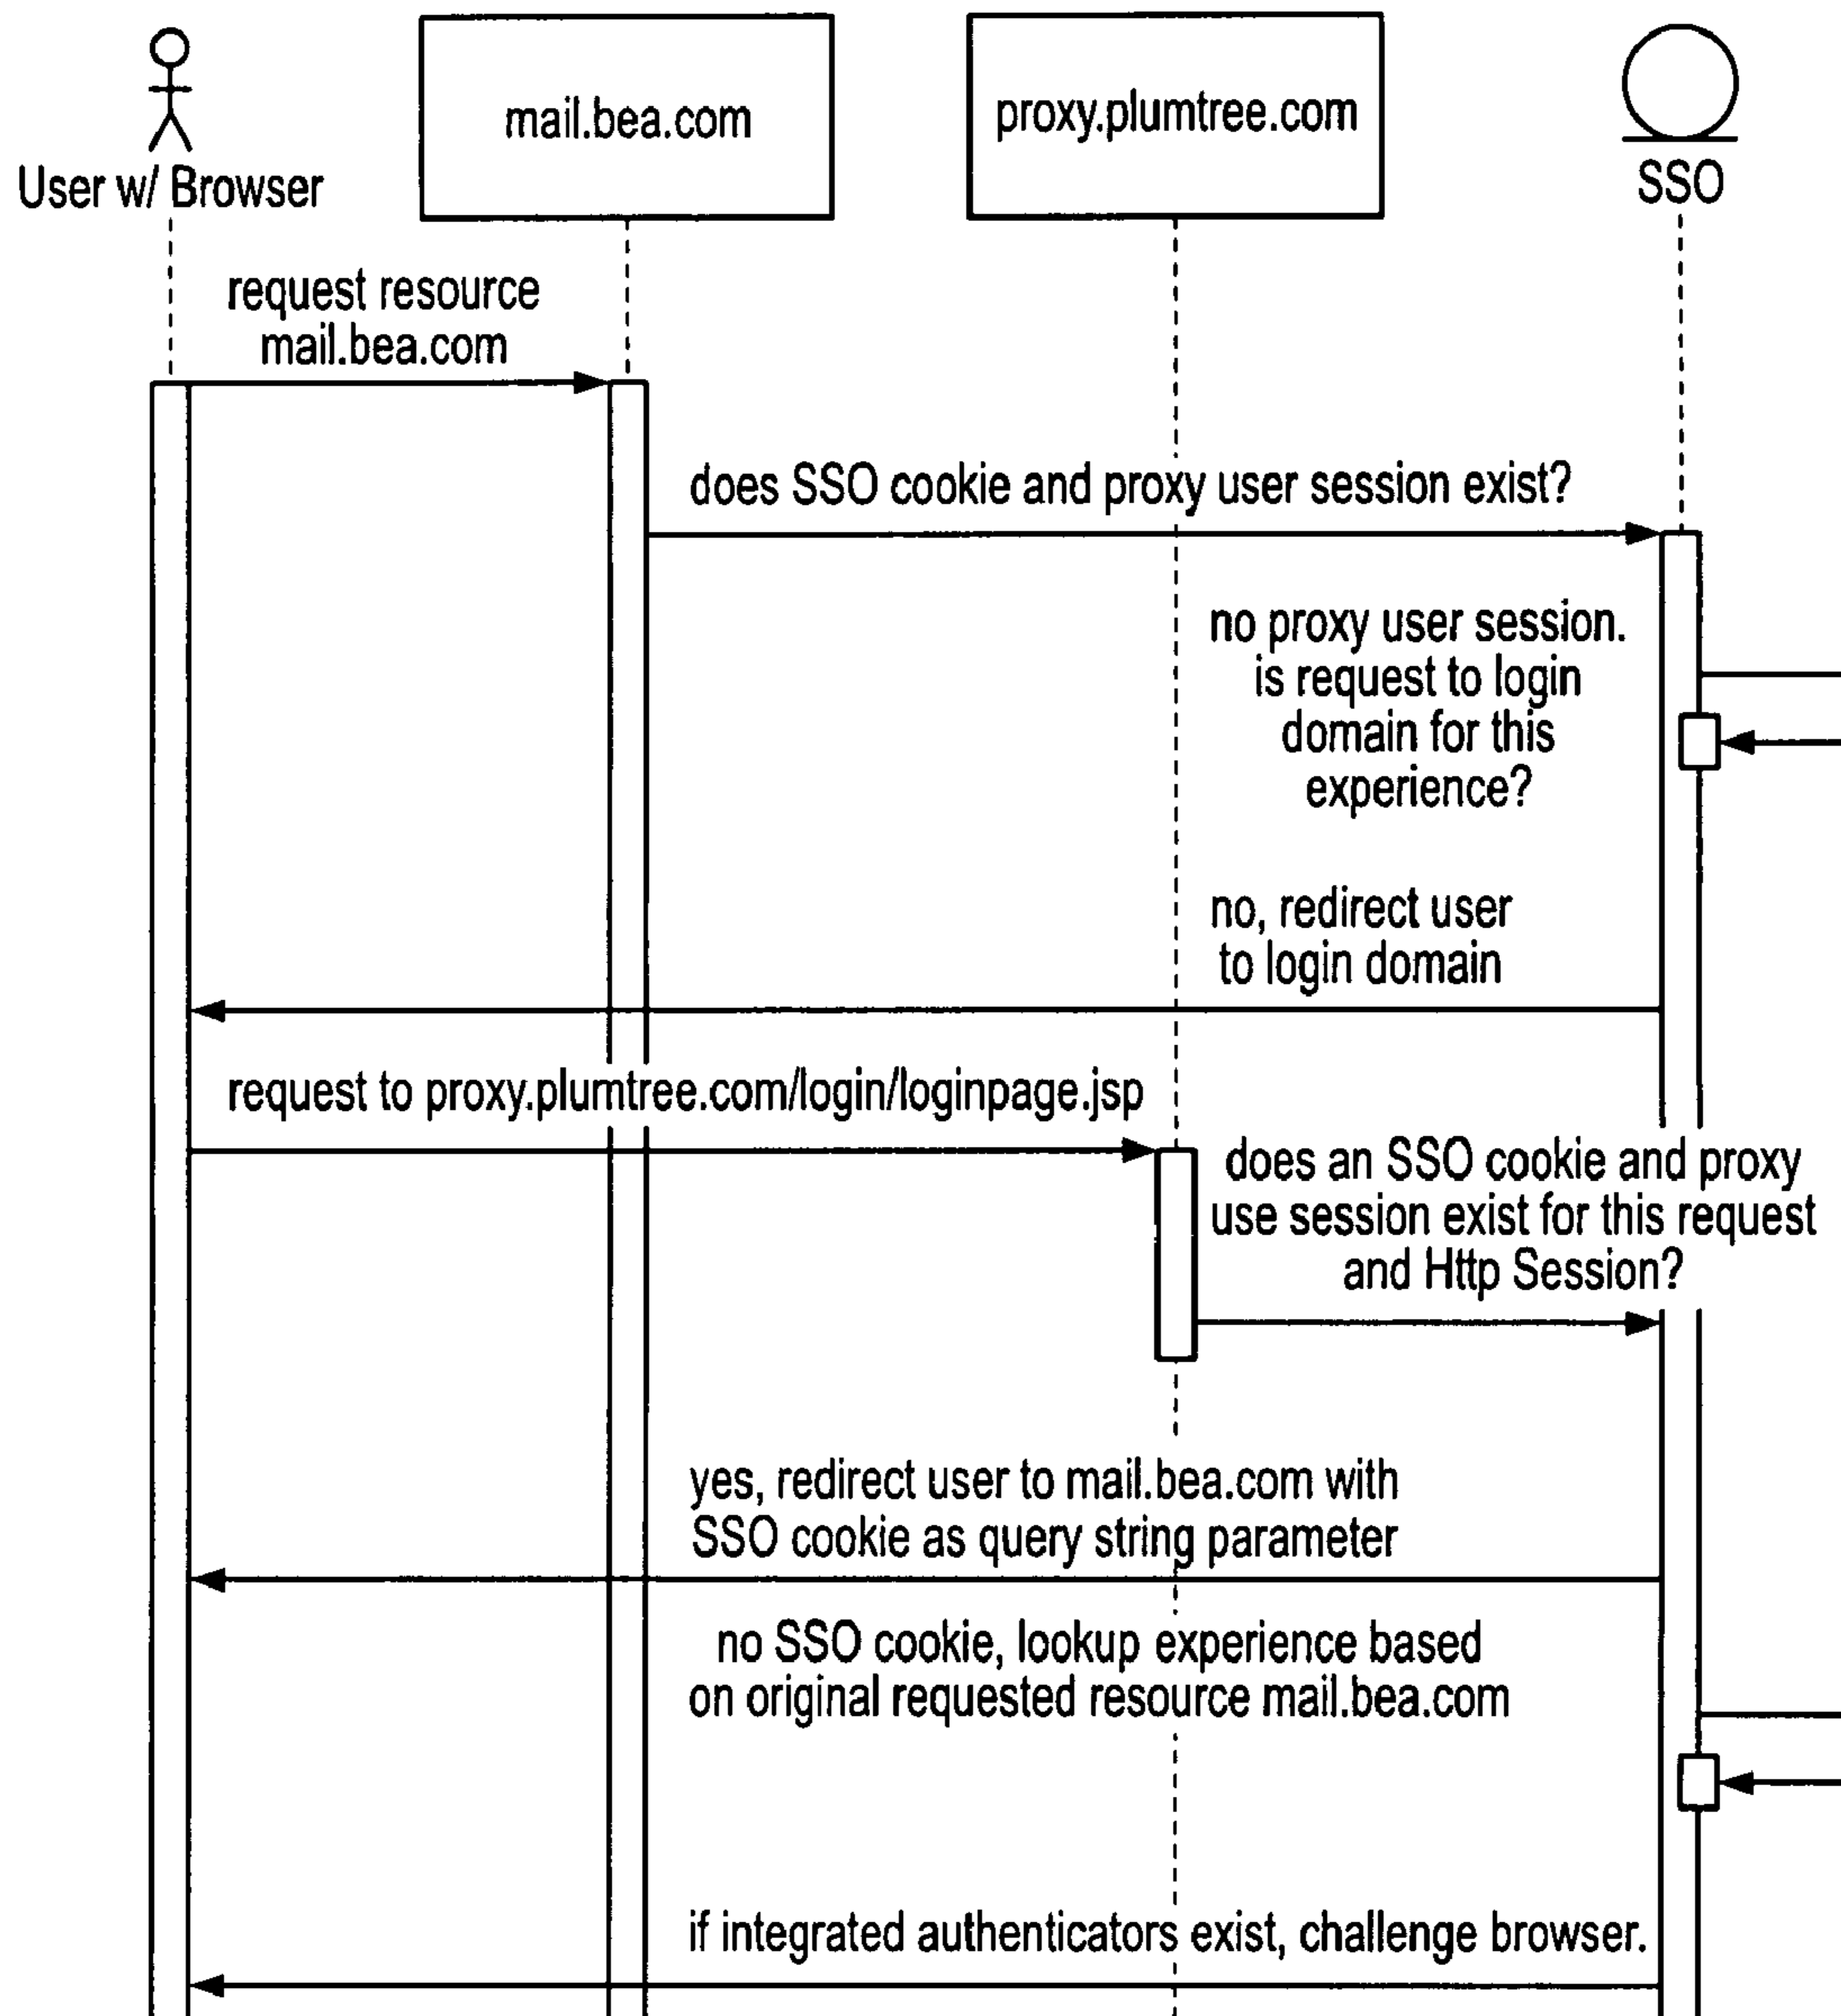 mail.bea.com
proxy.plumtree.com
User w/ Browser
SSO
request resource
mail.bea.com
does SSO cookie and proxy user session exist?
no proxy user session.
is request to login
domain for this
experience?
no, redirect user
to login domain
request to proxy.plumtree.com/login/loginpage.jsp
does an SSO cookie and proxy
use session exist for this request
and Http Session?
yes, redirect user to mail.bea.com with
SSO cookie as query string parameter
no SSO cookie, lookup experience based
on original requested resource mail.bea.com
if integrated authenticators exist, challenge browser.